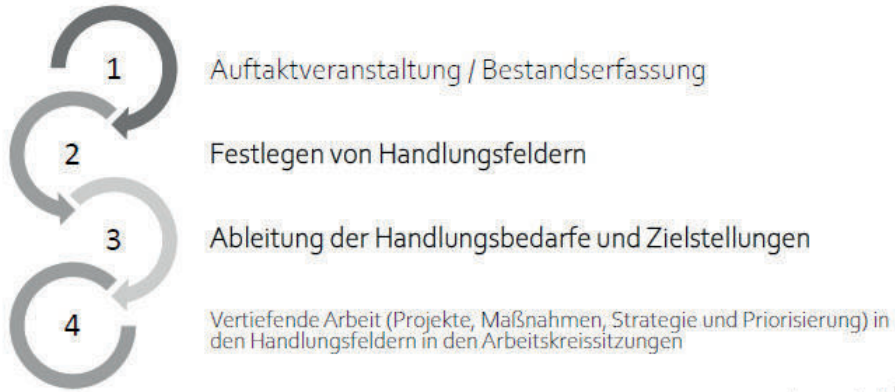 1 Auftaktveranstaltung / Bestandserfassung
2 Festlegen von Handlungsfeldern
3 Ableitung der Handlungsbedarfe und Zielstellungen
4 Vertiefende Arbeit (Projekte, Maßnahmen, Strategie und Priorisierung) in
den Handlungsfeldern in den Arbeitskreissitzungen